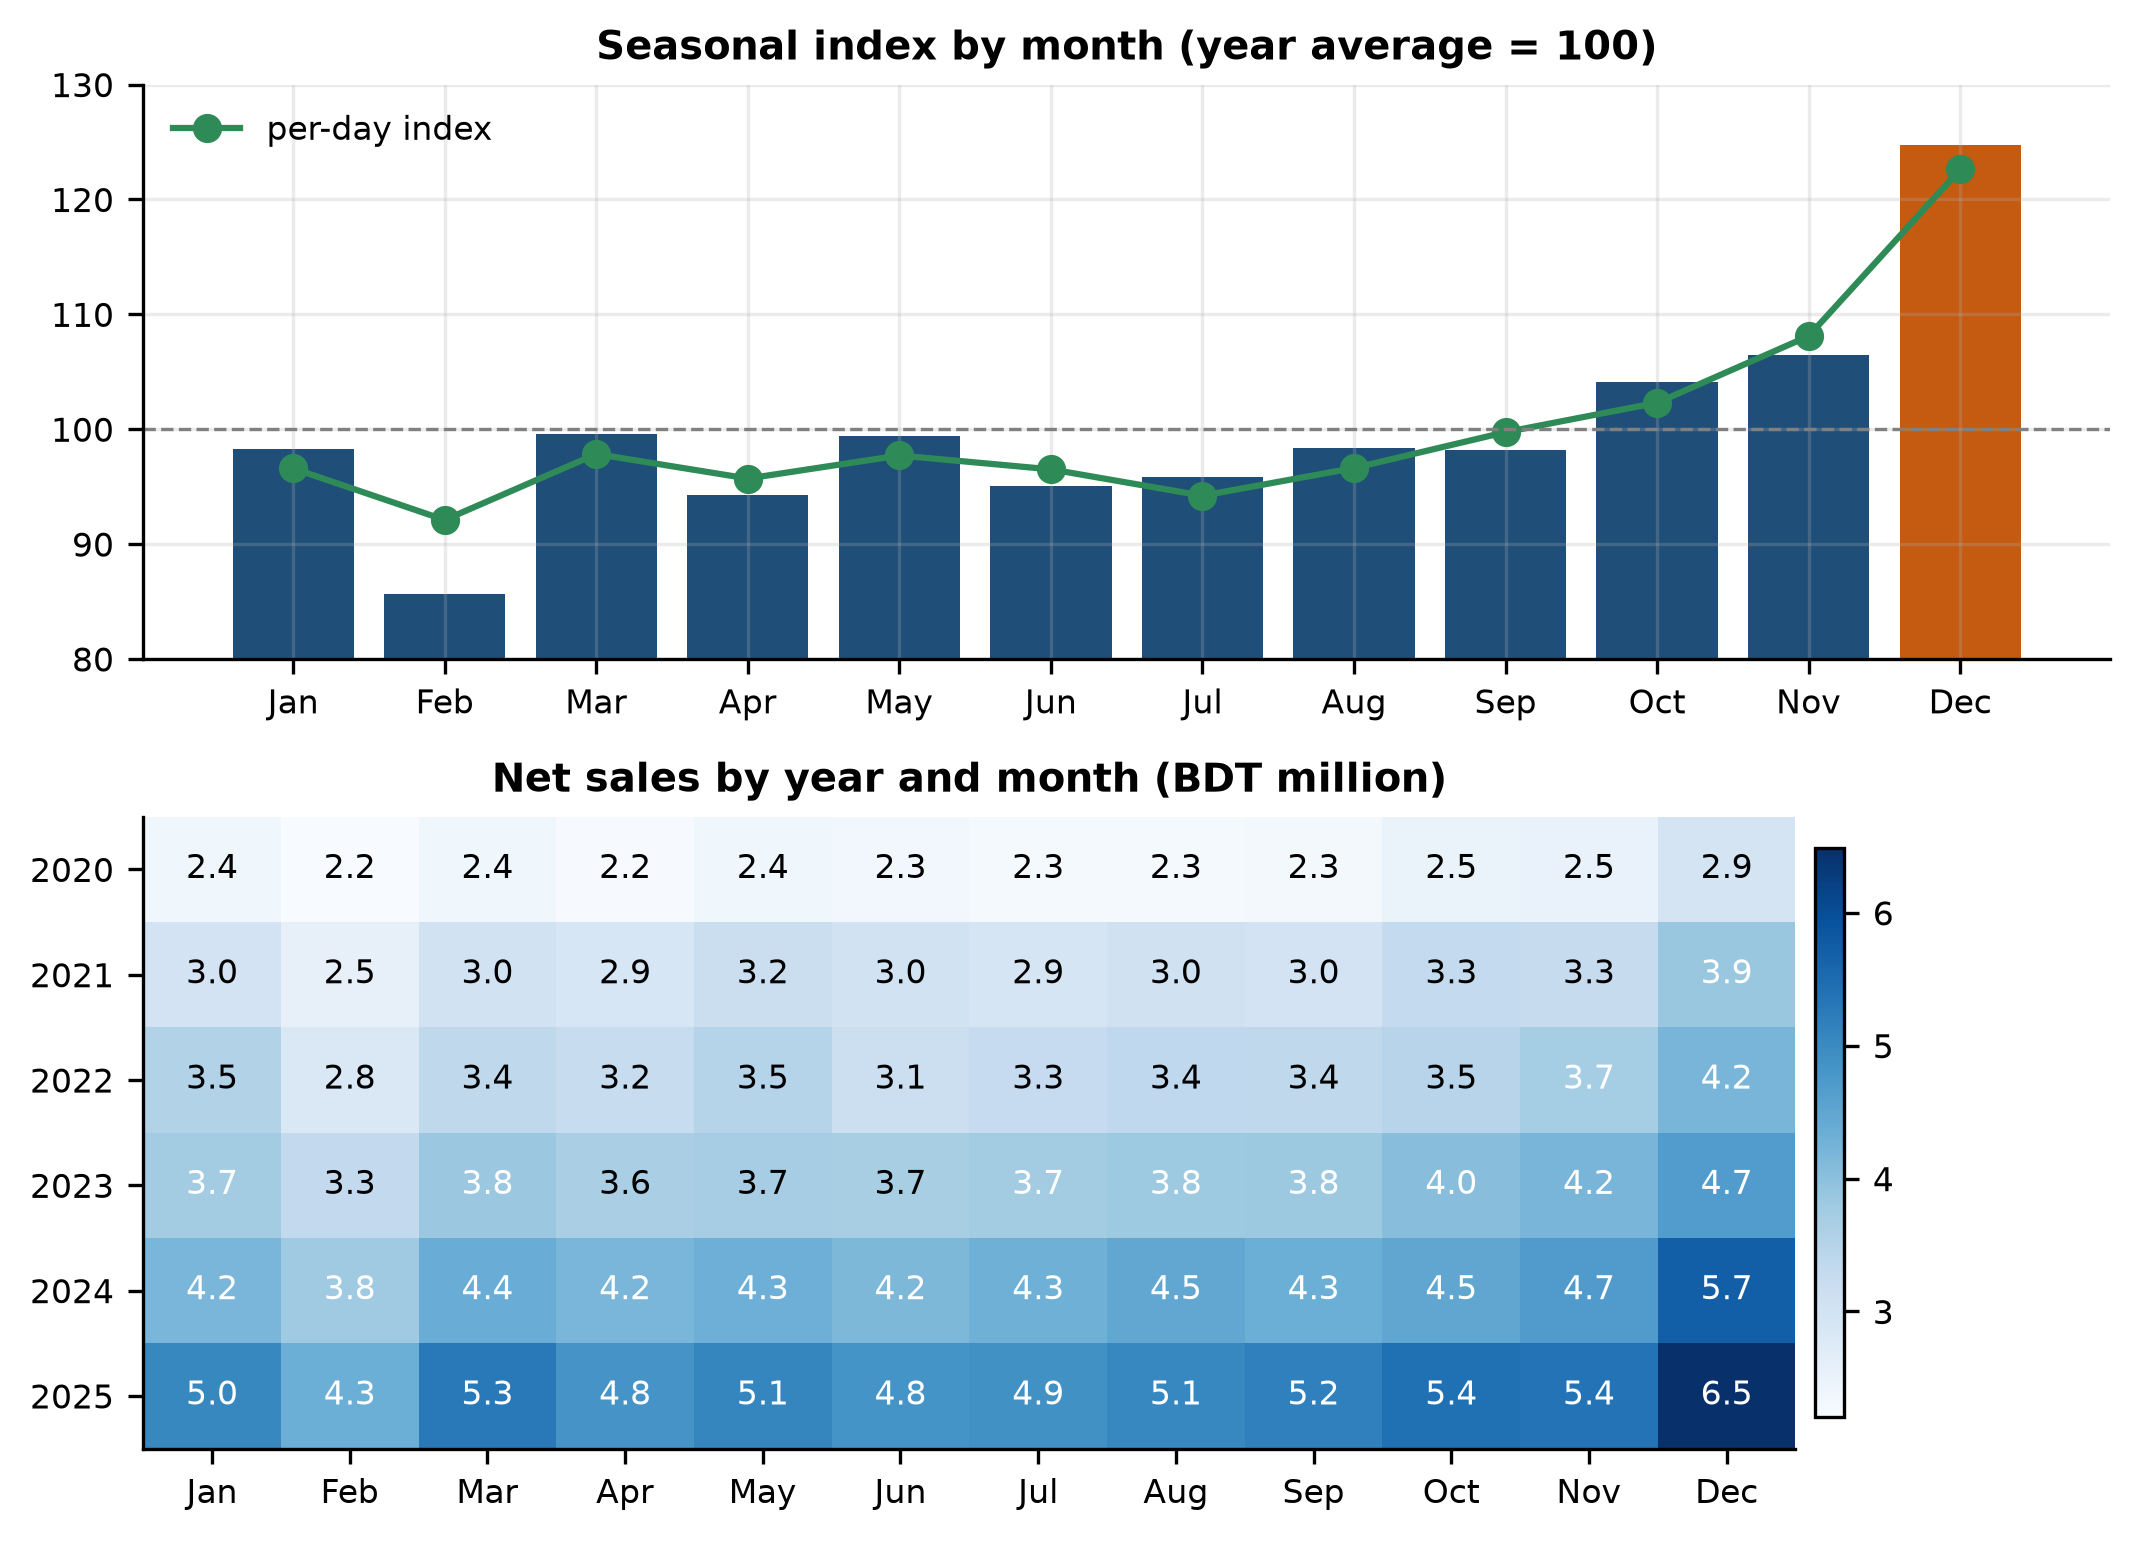 Seasonal index by month (year average = 100)
130
per-day index
120
110
100
90
80
Jan Feb Mar Apr May Jun Jul Aug Sep Oct Nov Dec
Net sales by year and month (BDT million)
2020 2.4 2.2 2.4 2.2 2.4 2.3 2.3 2.3 2.3 2.5 2.5 2.9
6
2021 3.0 2.5 3.0 2.9 3.2 3.0 2.9 3.0 3.0 3.3 3.3 3.9
5
2022 3.5 2.8 3.4 3.2 3.5 3.1 3.3 3.4 3.4 3.5 3.7 4.2
2023 3.7 3.3 3.8 3.6 3.7 3.7 3.7 3.8 3.8 4.0 4.2 4.7
4
2024 4.2 3.8 4.4 4.2 4.3 4.2 4.3 4.5 4.3 4.5 4.7 5.7
3
2025 5.0 4.3 5.3 4.8 5.1 4.8 4.9 5.1 5.2 5.4 5.4 6.5
Jan Feb Mar Apr May Jun Jul Aug Sep Oct Nov Dec